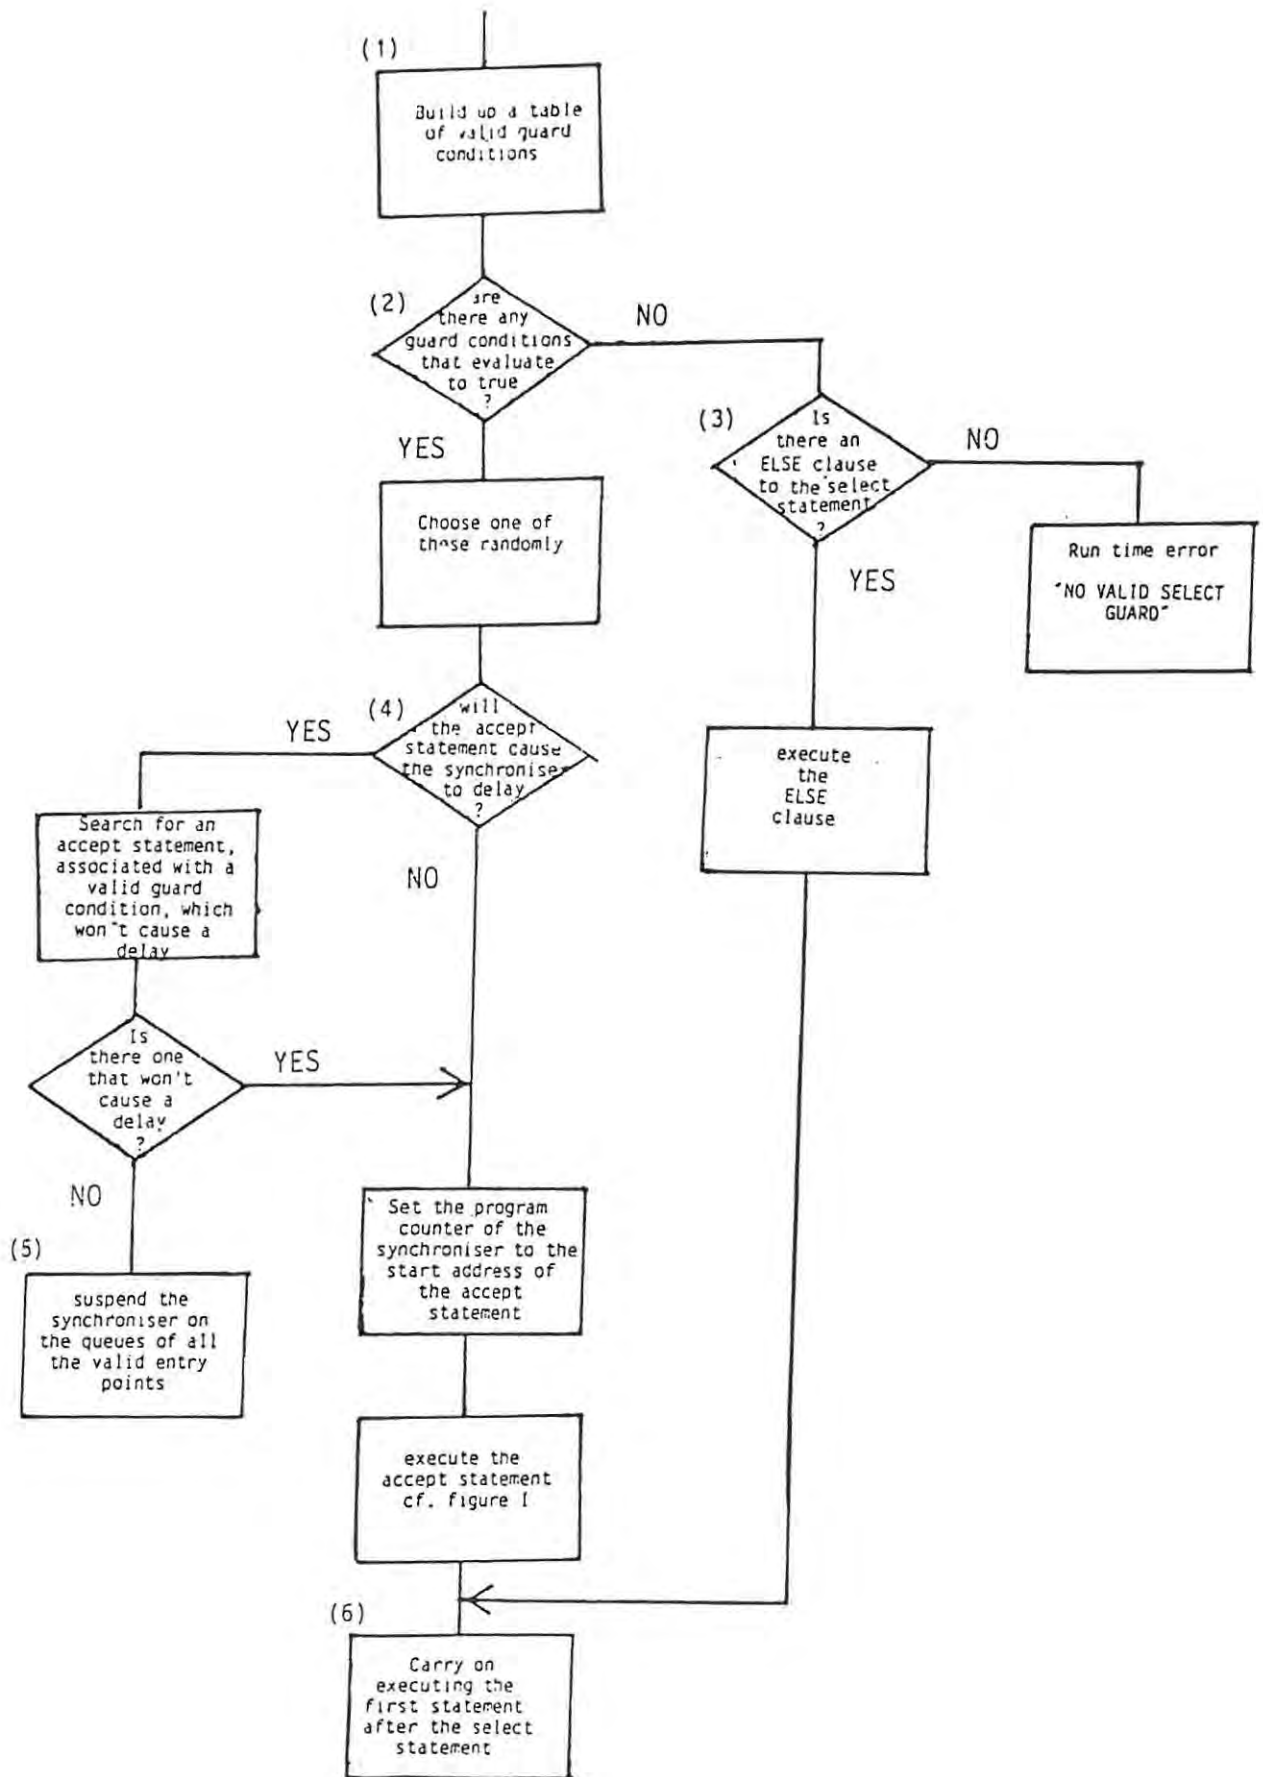 (1)
Build up a table
of valid guard
conditions
(2)
are
there any
guard conditions
that evaluate
to true
?
NO
YES
(3)
Is
there an
ELSE clause
to the select
statement
?
NO
YES
Run time error
"NO VALID SELECT
GUARD"
Choose one of
these randomly
(4)
will
the accept
statement cause
the synchroniser
to delay
?
YES
NO
execute
the
ELSE
clause
Search for an
accept statement,
associated with a
valid guard
condition, which
won't cause a
delay
Is
there one
that won't
cause a
delay
?
YES
NO
(5)
suspend the
synchroniser on
the queues of all
the valid entry
points
Set the program
counter of the
synchroniser to the
start address of
the accept
statement
execute the
accept statement
cf. figure I
(6)
Carry on
executing the
first statement
after the select
statement